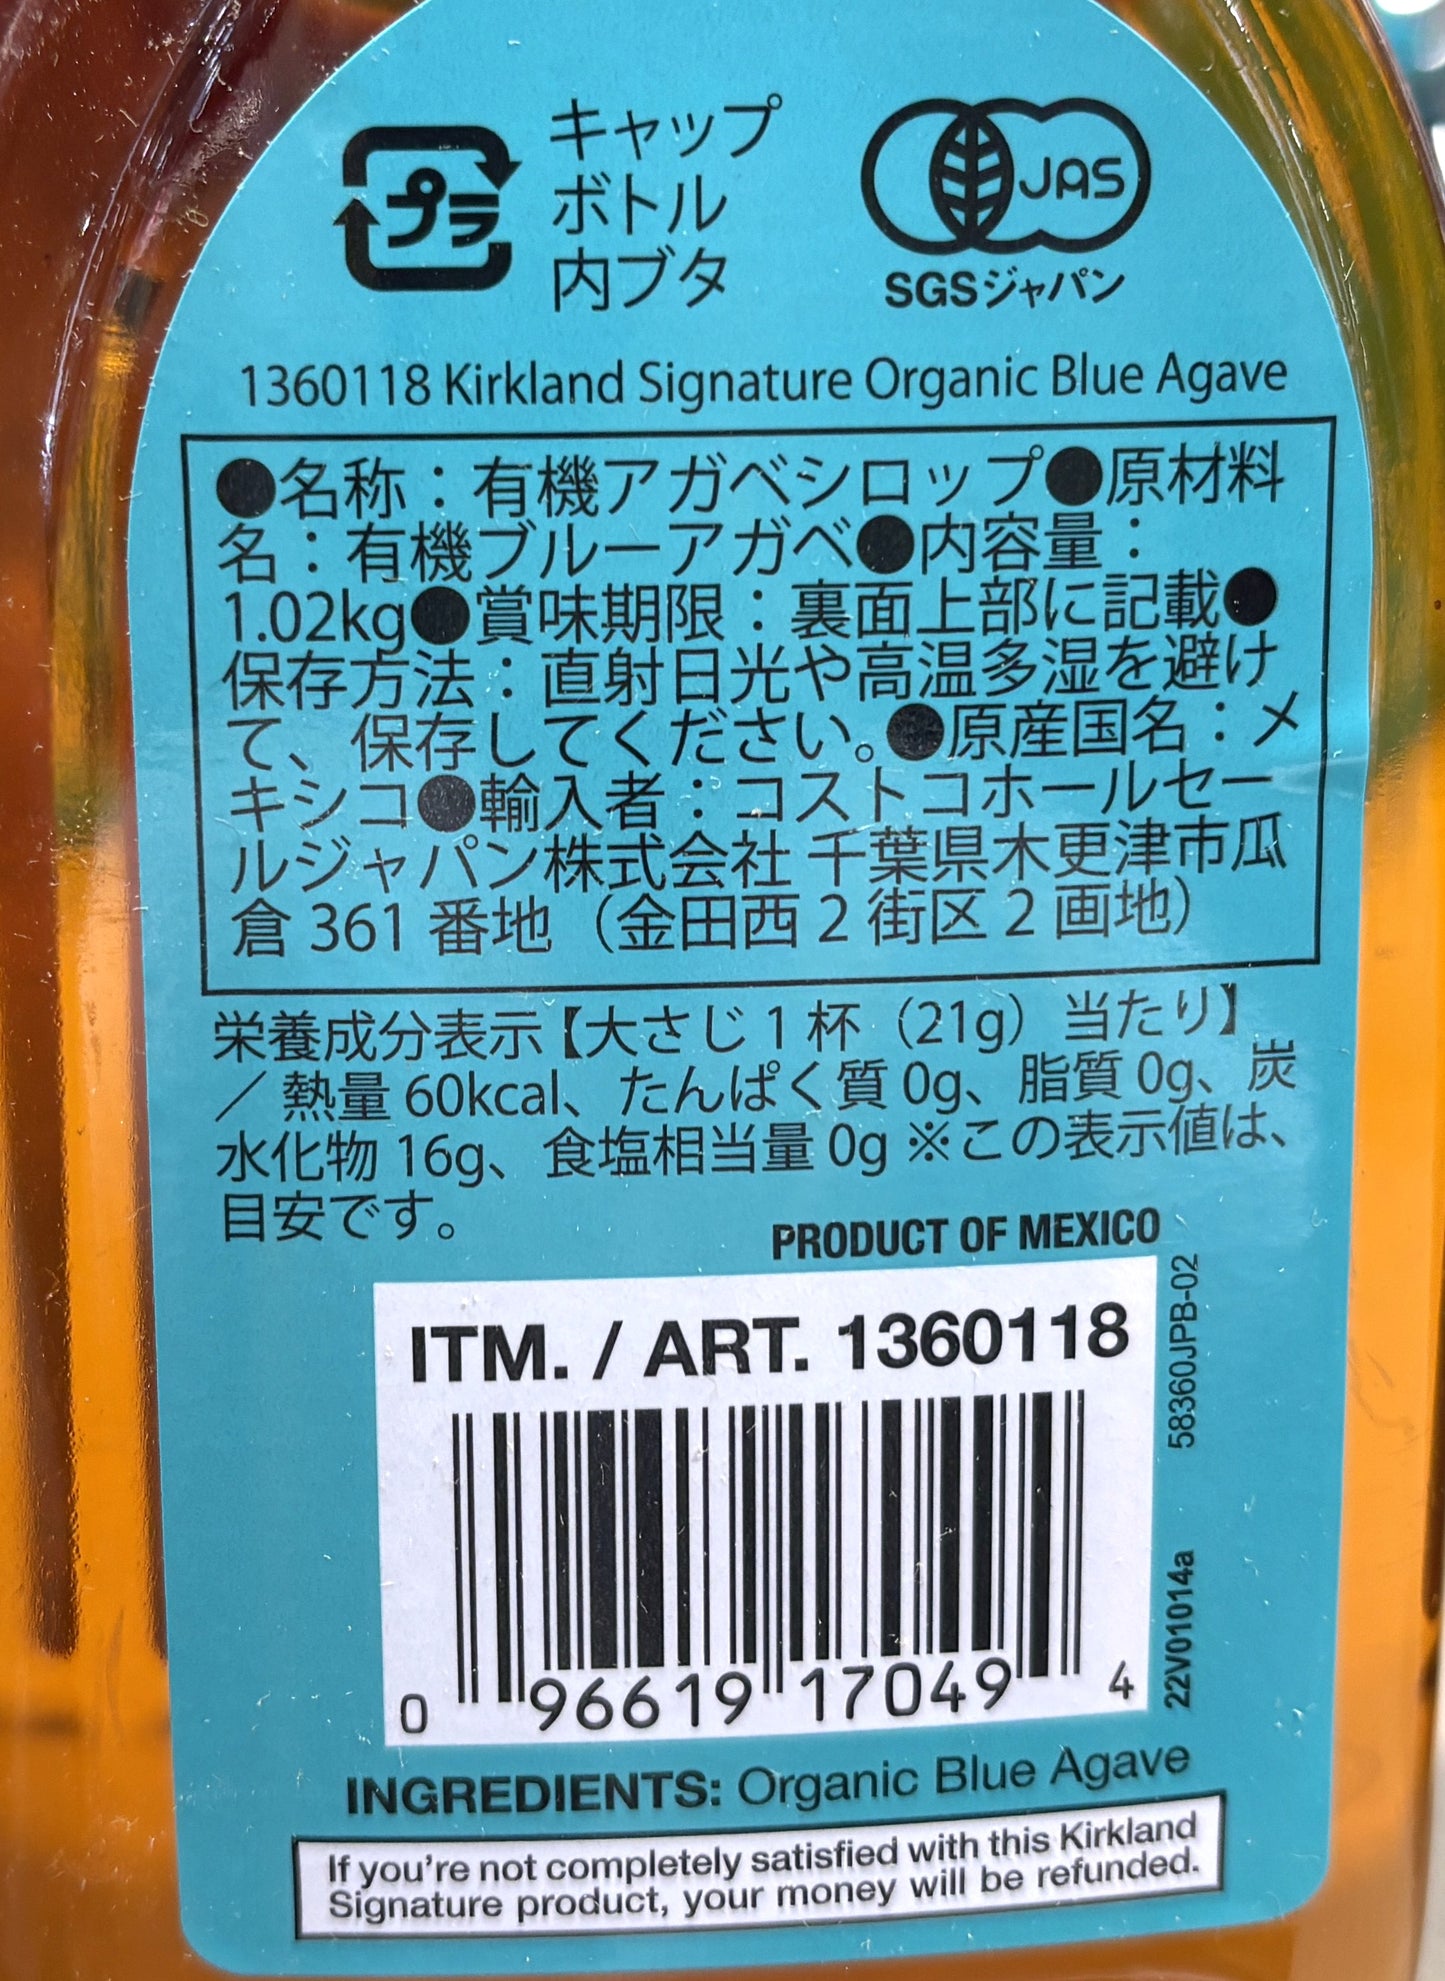 プラ
キャップ
ボトル
内ブタ
JAS
SGSジャパン
1360118 Kirkland Signature Organic Blue Agave
●名称：有機アガベシロップ●原材料
名：有機ブルーアガベ●内容量：
1.02kg●賞味期限：裏面上部に記載●
保存方法：直射日光や高温多湿を避け
て、保存してください。●原産国名：メ
キシコ●輸入者：コストコホールセー
ルジャパン株式会社 千葉県木更津市瓜
倉 361 番地（金田西 2 街区 2 画地）
栄養成分表示【大さじ 1 杯（21g）当たり】
／熱量 60kcal、たんぱく質 0g、脂質 0g、炭
水化物 16g、食塩相当量 0g ※この表示値は、
目安です。
PRODUCT OF MEXICO
ITM. / ART. 1360118
58360JPB-02
22V01014a
0 96619 17049 4
INGREDIENTS: Organic Blue Agave
If you're not completely satisfied with this Kirkland
Signature product, your money will be refunded.